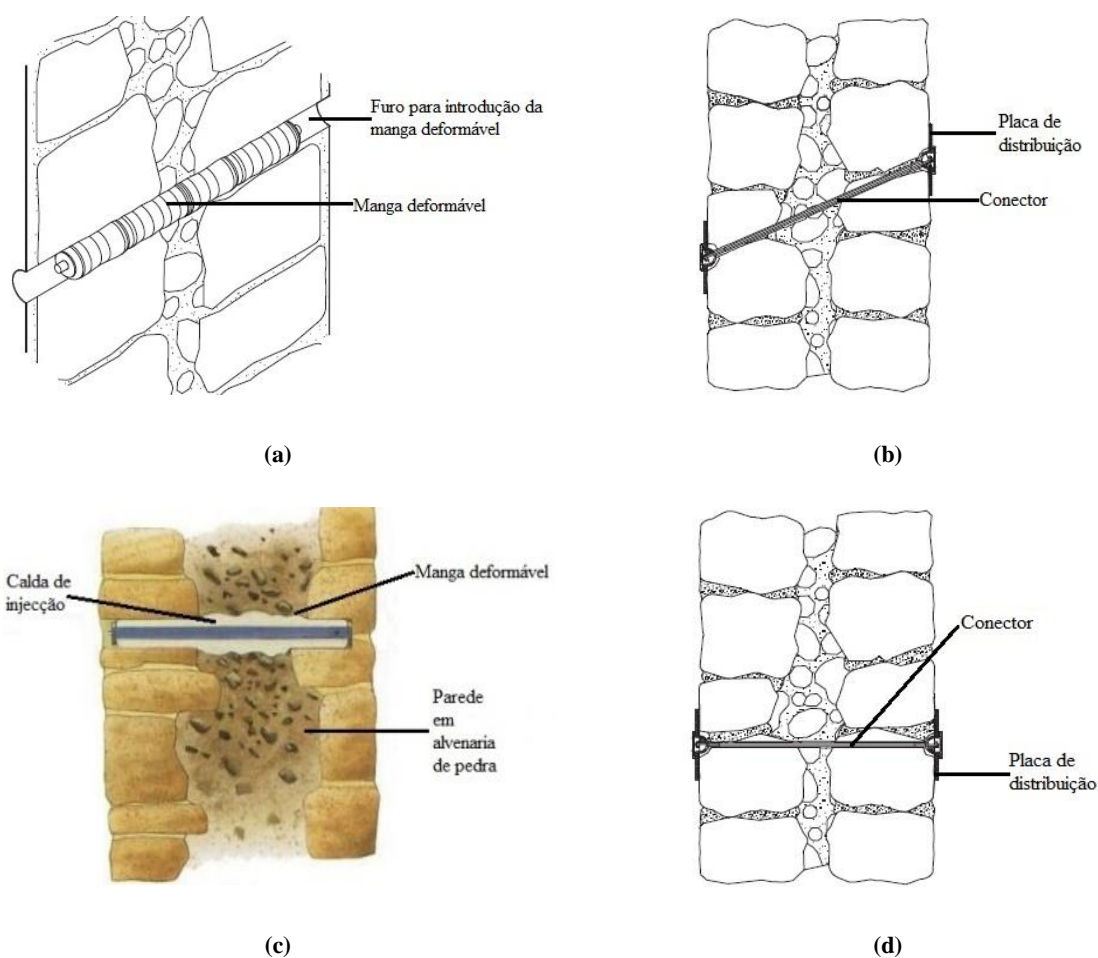 Furo para introdução da
manga deformável
Manga deformável
(a)
Placa de
distribuição
Conector
(b)
Calda de
injecção
Manga deformável
Parede
em
alvenaria
de pedra
(c)
Conector
Placa de
distribuição
(d)